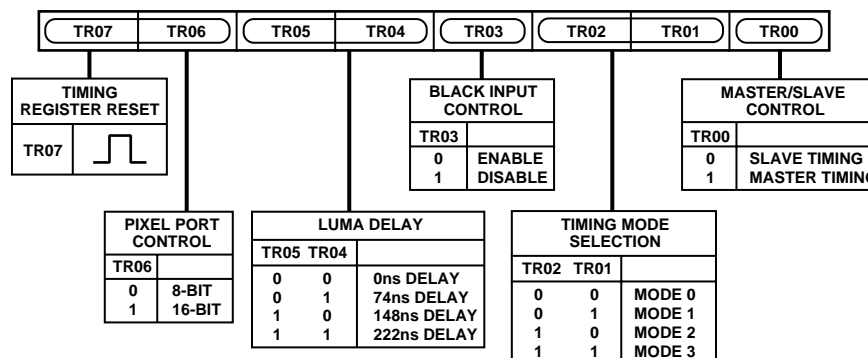 TR07 TR06 TR05 TR04 TR03 TR02 TR01 TR00
TIMING
REGISTER RESET
TR07
BLACK INPUT
CONTROL
TR03
0 ENABLE
1 DISABLE
MASTER/SLAVE
CONTROL
TR00
0 SLAVE TIMING
1 MASTER TIMING
PIXEL PORT
CONTROL
TR06
0 8-BIT
1 16-BIT
LUMA DELAY
TR05 TR04
0 0 0ns DELAY
0 1 74ns DELAY
1 0 148ns DELAY
1 1 222ns DELAY
TIMING MODE
SELECTION
TR02 TR01
0 0 MODE 0
0 1 MODE 1
1 0 MODE 2
1 1 MODE 3